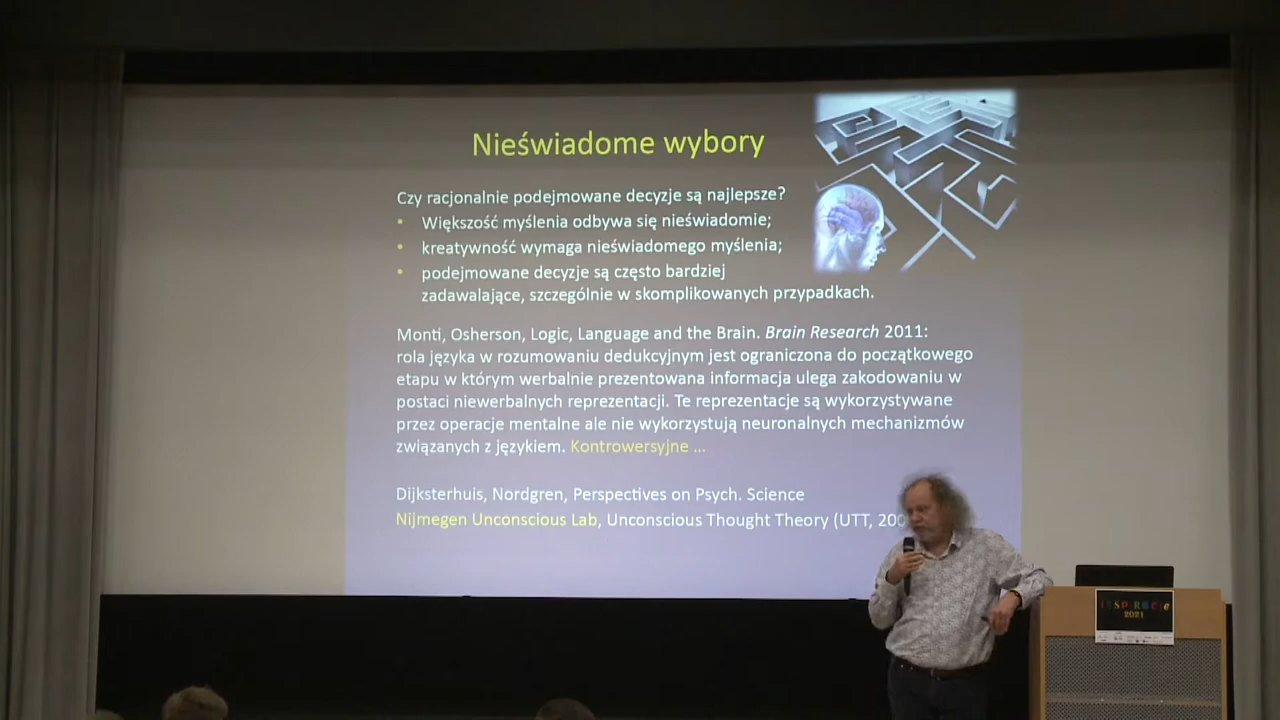 Nieświadome wybory
Czy racjonalnie podejmowane decyzje są najlepsze?
• Większość myślenia odbywa się nieświadomie;
• kreatywność wymaga nieświadomego myślenia;
• podejmowane decyzje są często bardziej
zadawalające, szczególnie w skomplikowanych przypadkach.
Monti, Osherson, Logic, Language and the Brain. Brain Research 2011:
rola języka w rozumowaniu dedukcyjnym jest ograniczona do początkowego
etapu w którym werbalnie prezentowana informacja ulega zakodowaniu w
postaci niewerbalnych reprezentacji. Te reprezentacje są wykorzystywane
przez operacje mentalne ale nie wykorzystują neuronalnych mechanizmów
związanych z językiem. Kontrowersyjne ...
Dijksterhuis, Nordgren, Perspectives on Psych. Science
Nijmegen Unconscious Lab, Unconscious Thought Theory (UTT, 200
2021